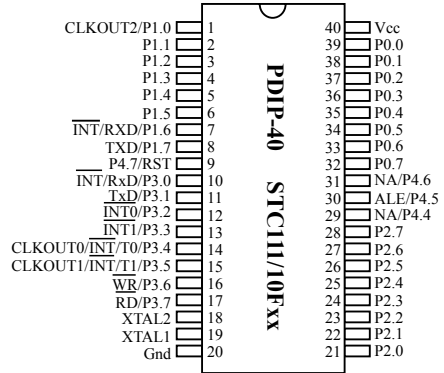 CLKOUT2/P1.0 1 40 Vcc
P1.1 2 39 P0.0
P1.2 3 38 P0.1
P1.3 4 37 P0.2
P1.4 5 36 P0.3
P1.5 6 35 P0.4
INT/RXD/P1.6 7 34 P0.5
TXD/P1.7 8 33 P0.6
P4.7/RST 9 32 P0.7
INT/RxD/P3.0 10 31 NA/P4.6
TxD/P3.1 11 30 ALE/P4.5
INT0/P3.2 12 29 NA/P4.4
INT1/P3.3 13 28 P2.7
CLKOUT0/INT/T0/P3.4 14 27 P2.6
CLKOUT1/INT/T1/P3.5 15 26 P2.5
WR/P3.6 16 25 P2.4
RD/P3.7 17 24 P2.3
XTAL2 18 23 P2.2
XTAL1 19 22 P2.1
Gnd 20 21 P2.0
PDIP-40 STC111/10Fxx